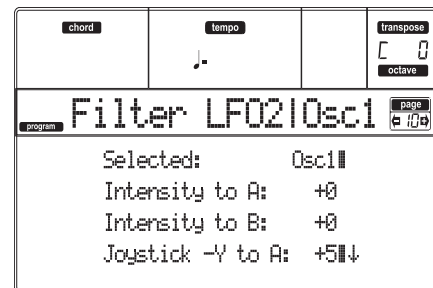 chord tempo transpose
C 0
octave
program Filter LFO2|Osc1 page
10
Selected: Osc1
Intensity to A: +0
Intensity to B: +0
Joystick -Y to A: +5↓